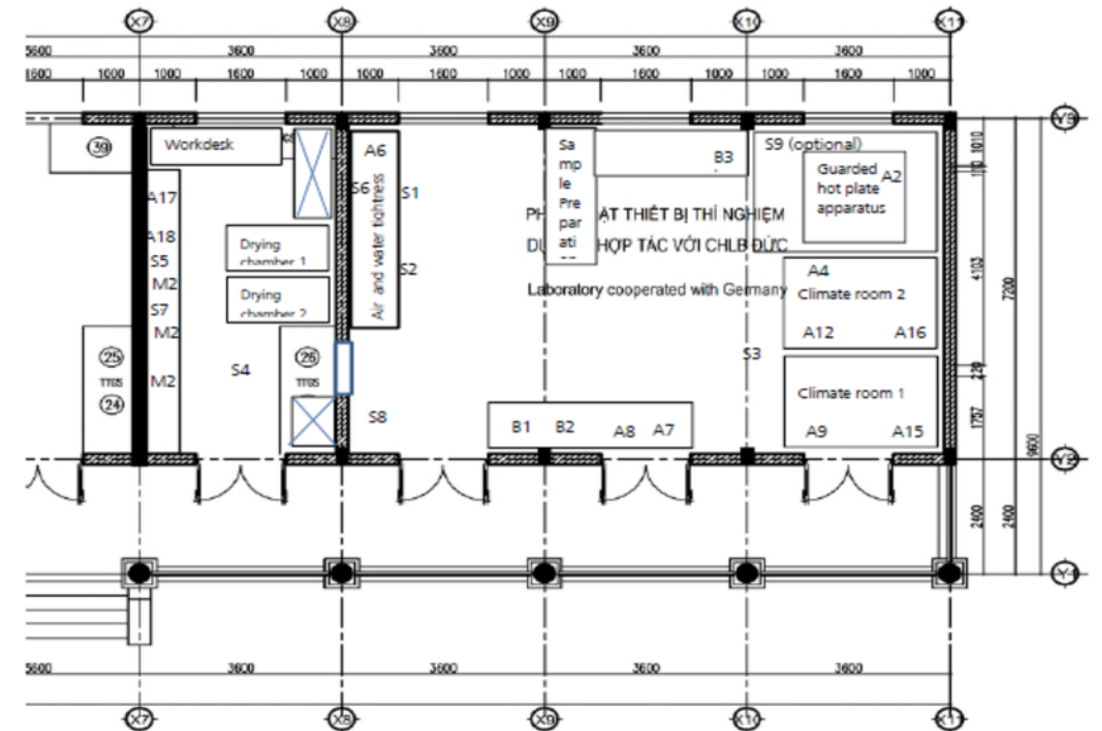 X7 X8 X9 X10 X11
5600 3600 3600 3600 3600
1600 1000 1000 1600 1000 1000 1600 1000 1000 1600 1000 1000 1600 1000
Y3
39
Workdesk
A6
Sa
mp
le
Pre
par
ati
B3
S9 (optional)
Guarded
hot plate
apparatus
A2
1010
A17
S6
S1
Air and water tightness
ẬT THIẾT BỊ THÍ NGHIỆM
HỢP TÁC VỚI CHLB ĐỨC
Laboratory cooperated with Germany
A18
S5
M2
S7
M2
M2
Drying
chamber 1
Drying
chamber 2
S2
A4
Climate room 2
A12 A16
4103
7200
25
TTGS
24
S4
26
TTGS
S3
220
Climate room 1
A9 A15
1757
9600
S8
B1 B2 A8 A7
Y2
2400 2400
5600 3600 3600 3600 3600
X7 X8 X9 X10 X11